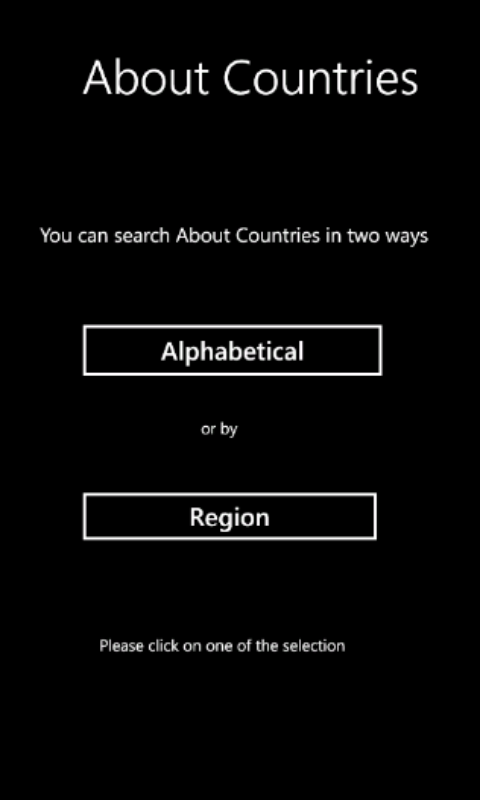 About Countries
You can search About Countries in two ways
Alphabetical
or by
Region
Please click on one of the selection